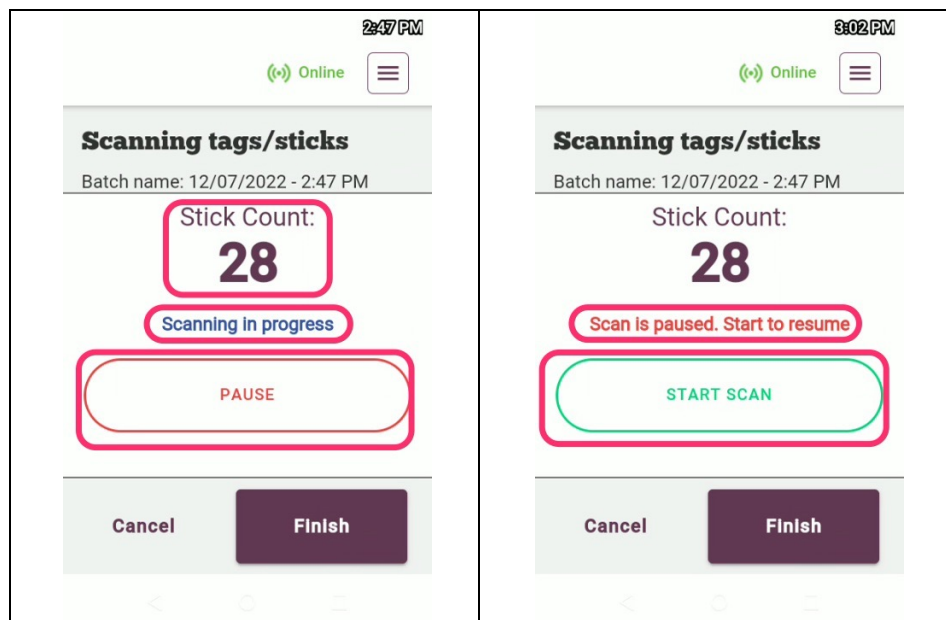 2:47 PM
Online
Scanning tags/sticks
Batch name: 12/07/2022 - 2:47 PM
Stick Count:
28
Scanning in progress
PAUSE
Cancel
Finish
3:02 PM
Online
Scanning tags/sticks
Batch name: 12/07/2022 - 2:47 PM
Stick Count:
28
Scan is paused. Start to resume
START SCAN
Cancel
Finish